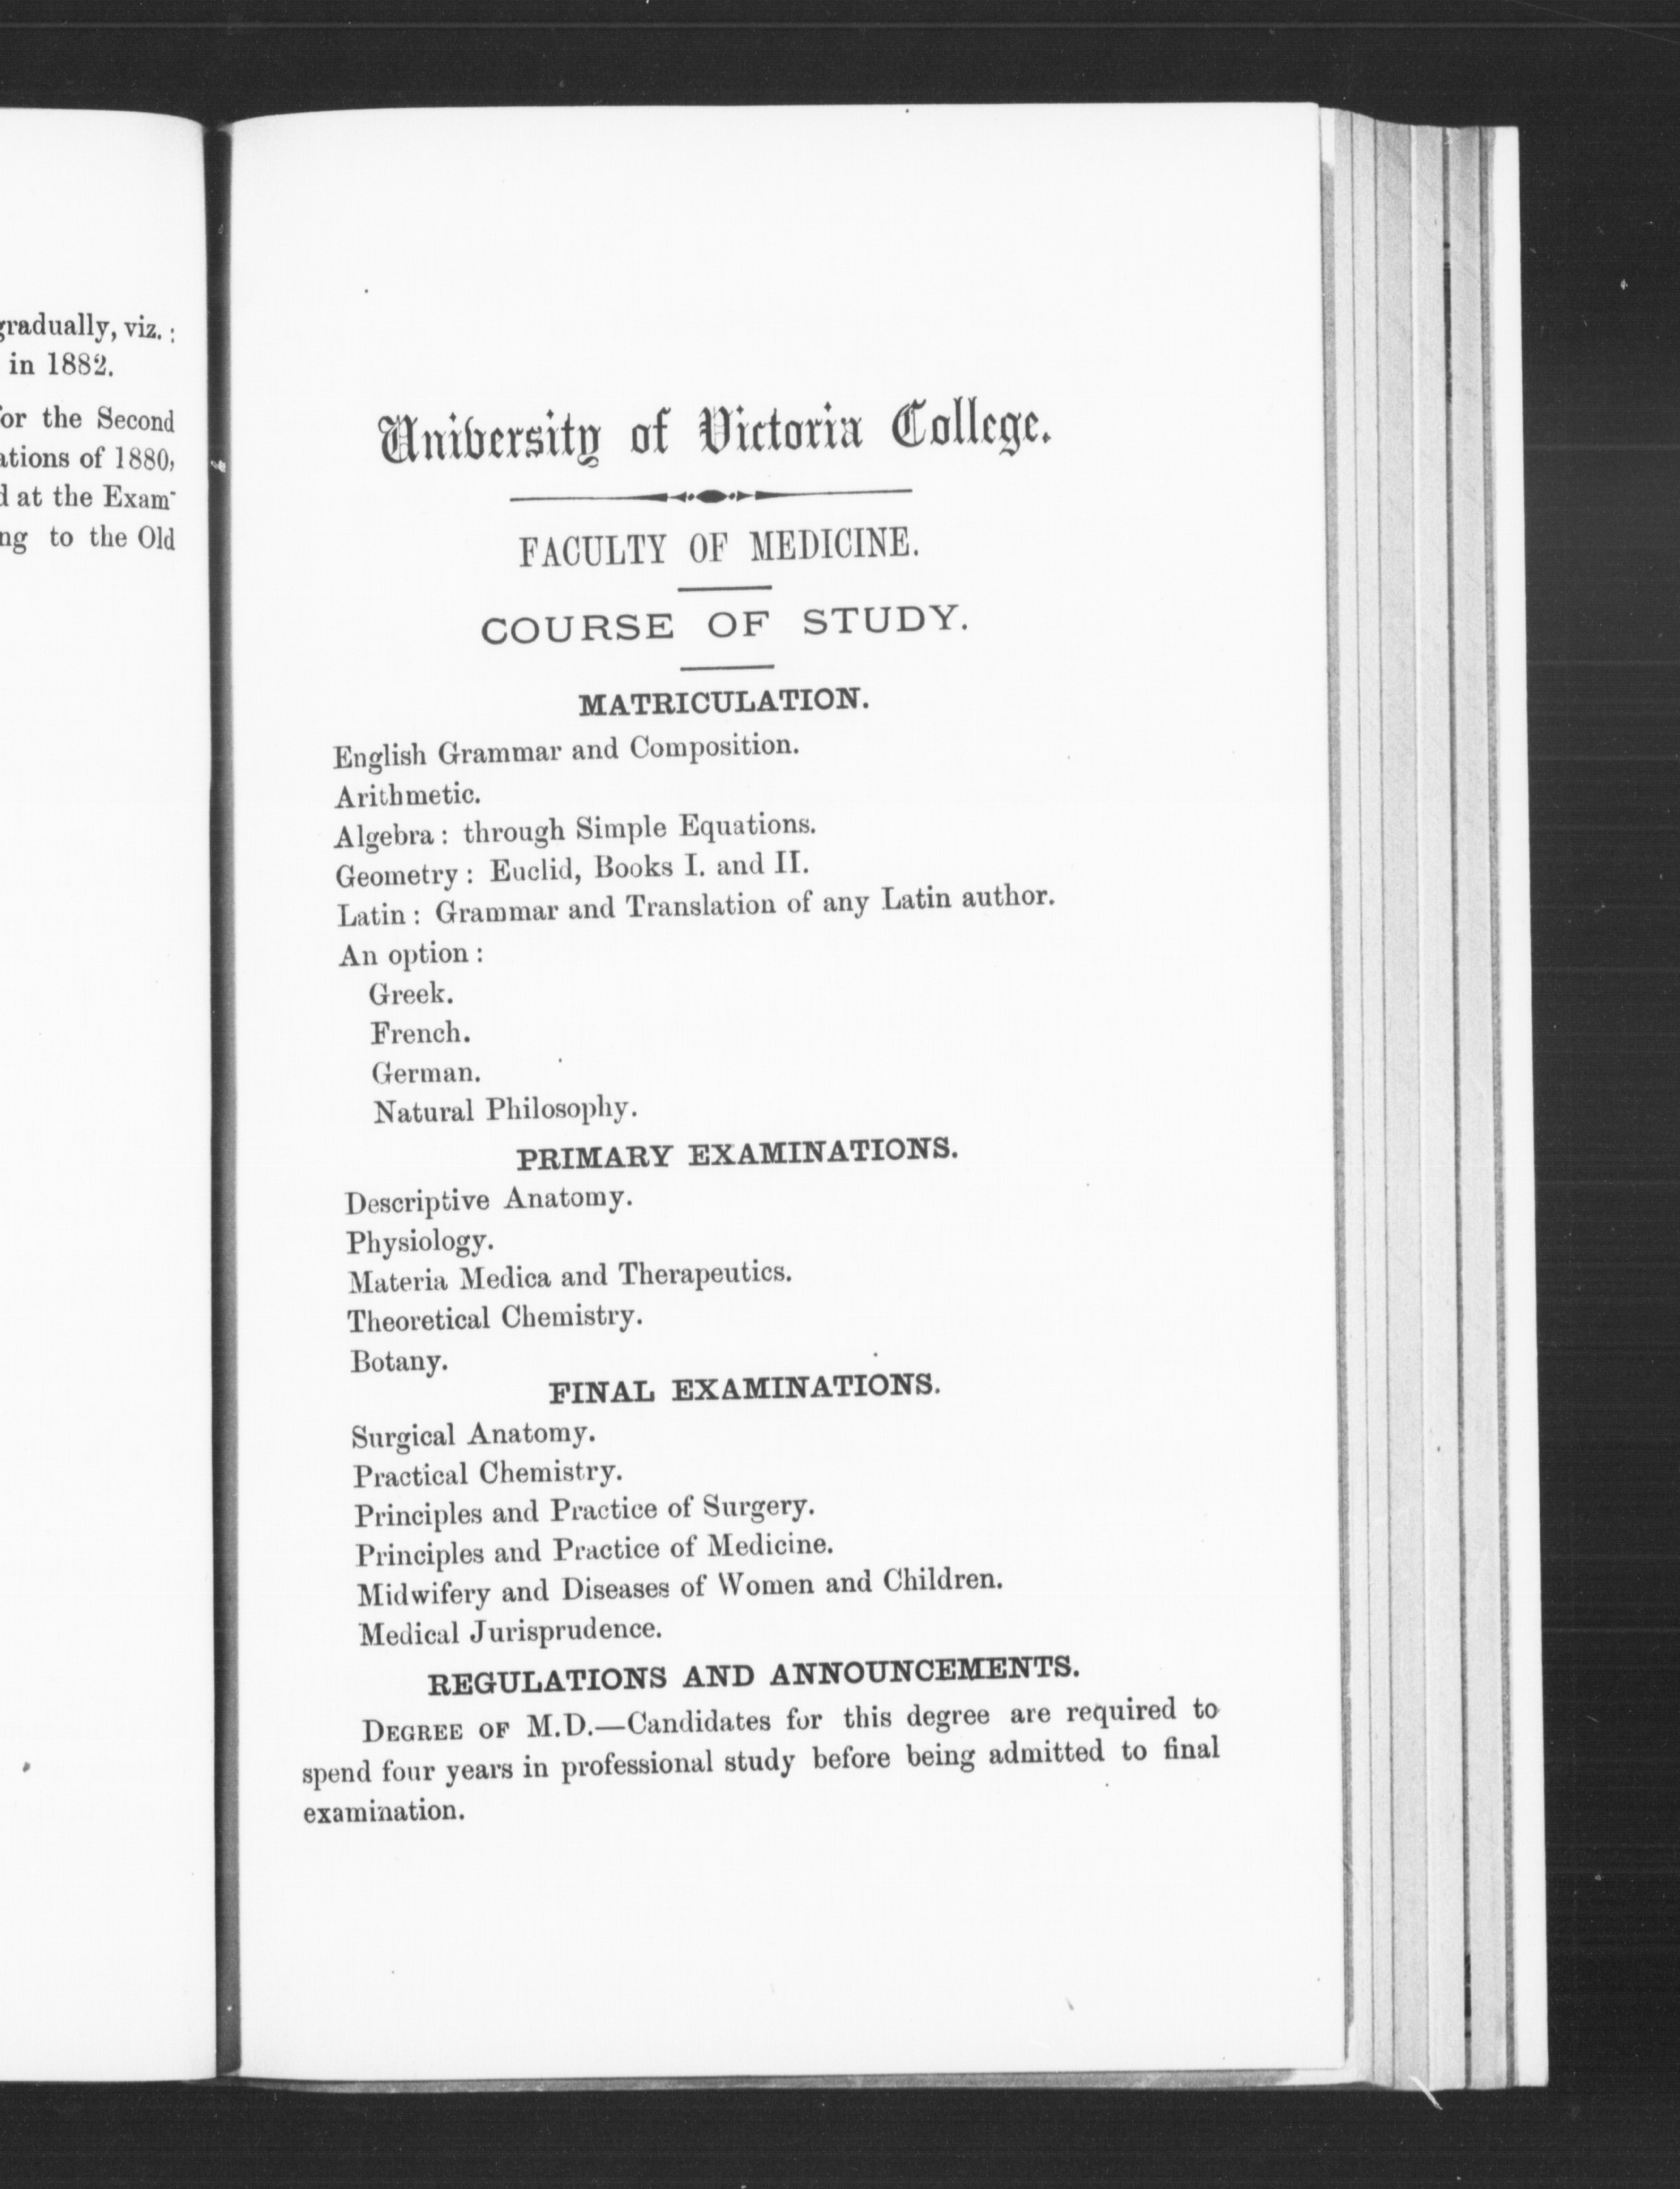 gradually, viz. :
in 1882.
for the Second
ations of 1880,
d at the Exam-
ng to the Old
University of Victoria College.
FACULTY OF MEDICINE.
COURSE OF STUDY.
MATRICULATION.
English Grammar and Composition.
Arithmetic.
Algebra : through Simple Equations.
Geometry : Euclid, Books I. and II.
Latin : Grammar and Translation of any Latin author.
An option :
Greek.
French.
German.
Natural Philosophy.
PRIMARY EXAMINATIONS.
Descriptive Anatomy.
Physiology.
Materia Medica and Therapeutics.
Theoretical Chemistry.
Botany.
FINAL EXAMINATIONS.
Surgical Anatomy.
Practical Chemistry.
Principles and Practice of Surgery.
Principles and Practice of Medicine.
Midwifery and Diseases of Women and Children.
Medical Jurisprudence.
REGULATIONS AND ANNOUNCEMENTS.
DEGREE OF M.D.—Candidates for this degree are required to
spend four years in professional study before being admitted to final
examination.